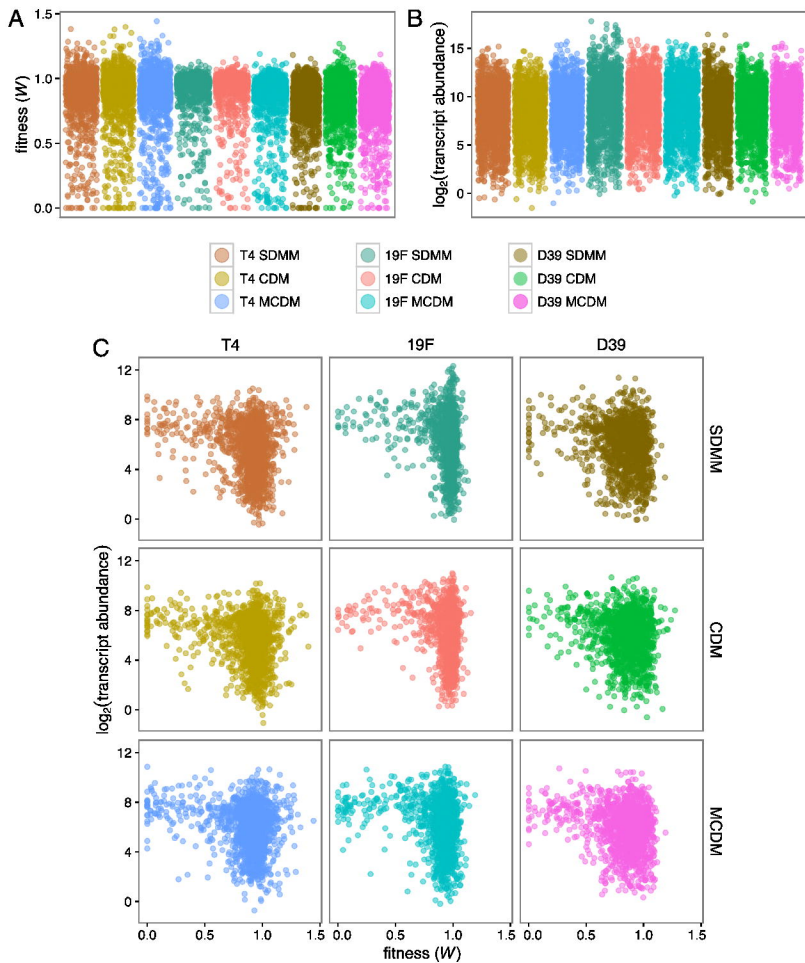 A
B
fitness (W)
1.5
1.0
0.5
0.0
log2(transcript abundance)
15
10
5
0
T4 SDMM
19F SDMM
D39 SDMM
T4 CDM
19F CDM
D39 CDM
T4 MCDM
19F MCDM
D39 MCDM
C
T4
19F
D39
12
8
4
0
SDMM
log2(transcript abundance)
12
8
4
0
CDM
12
8
4
0
MCDM
0.0 0.5 1.0 1.5
0.0 0.5 1.0 1.5
0.0 0.5 1.0 1.5
fitness (W)